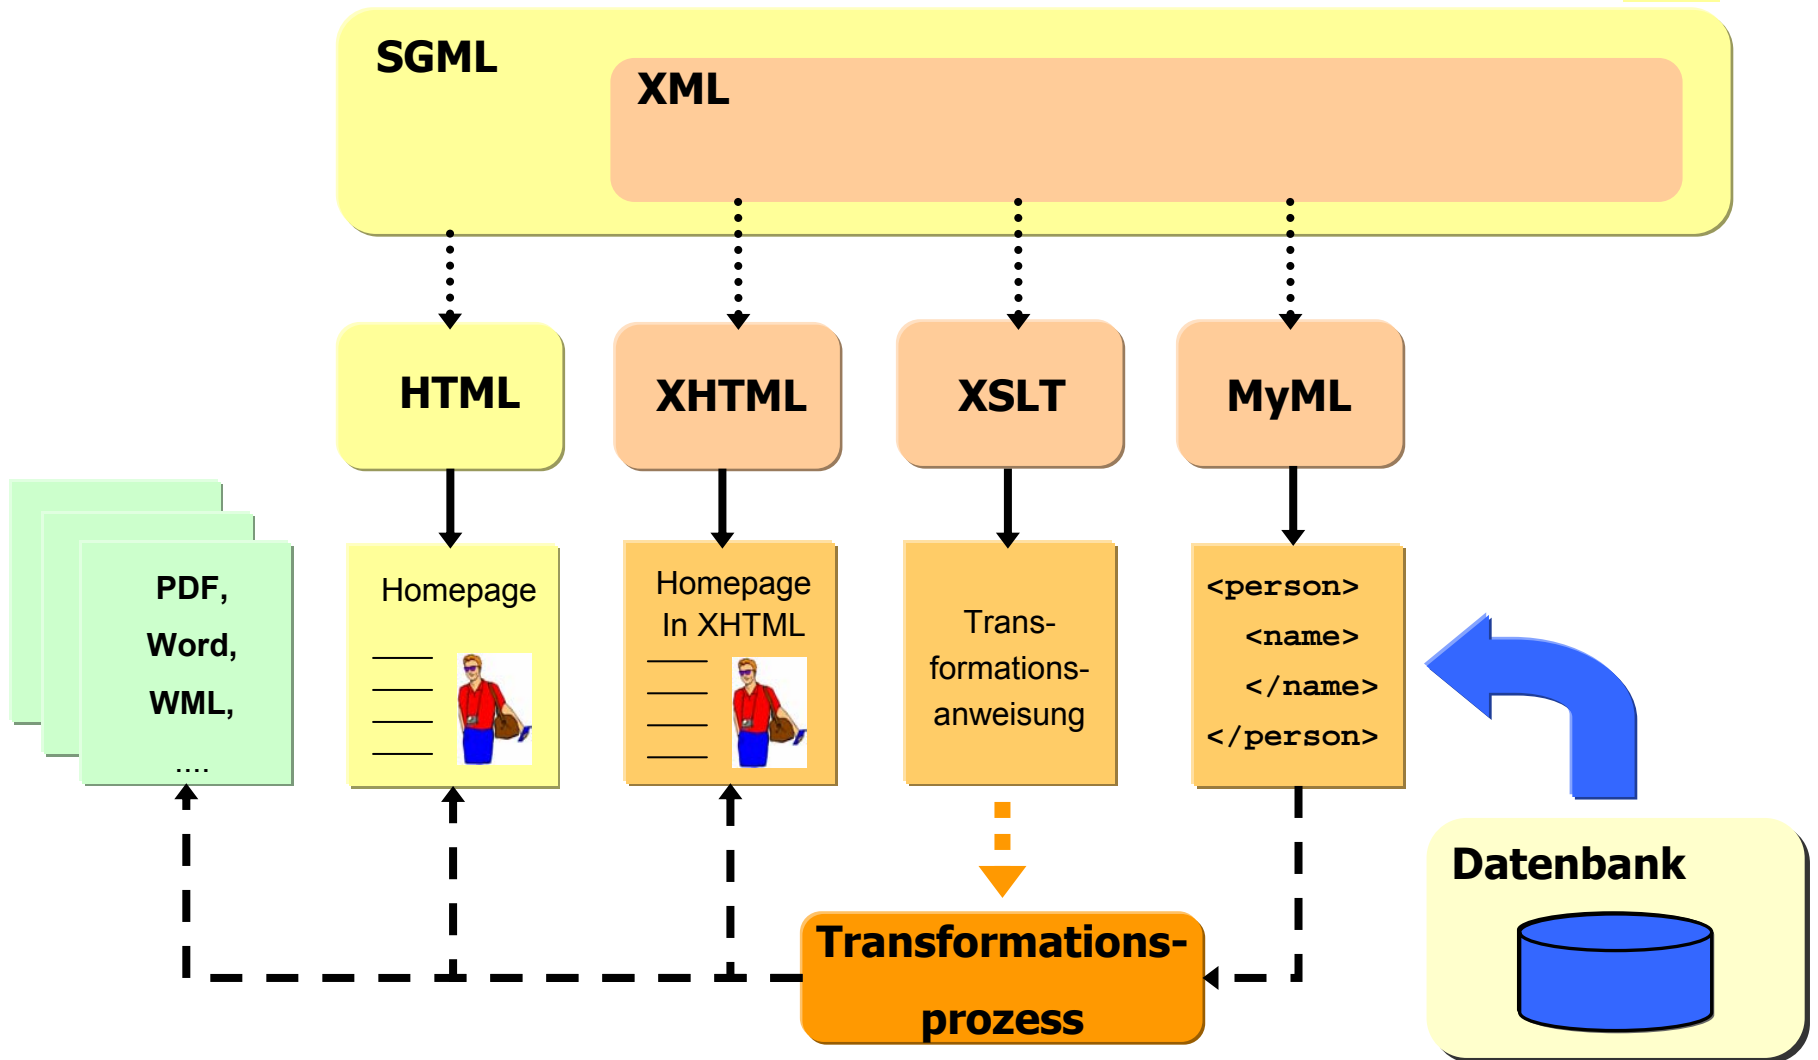 SGML
XML
HTML
XHTML
XSLT
MyML
PDF,
Word,
WML,
....
Homepage
Homepage
In XHTML
Trans-
formations-
anweisung
<person>
<name>
</name>
</person>
Datenbank
Transformations-
prozess